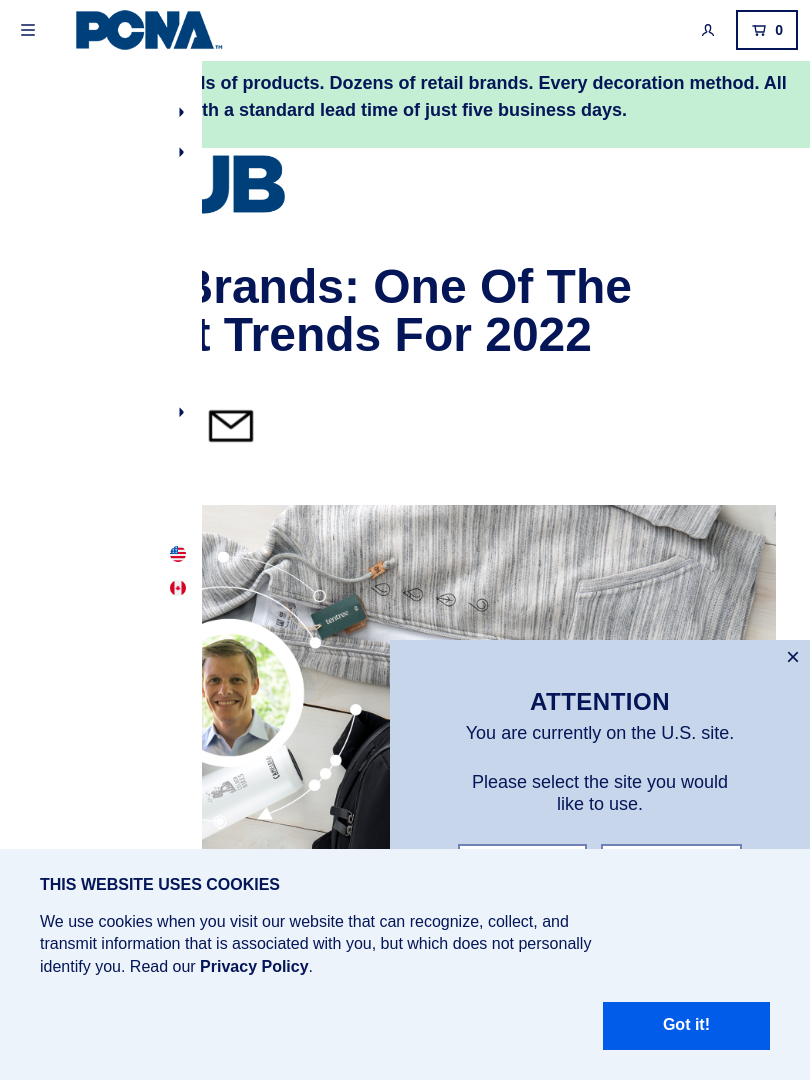 PCNA™
0
of products. Dozens of retail brands. Every decoration method. All
a standard lead time of just five business days.
UB
Brands: One Of The
Trends For 2022
tentree
ATTENTION
You are currently on the U.S. site.
Please select the site you would
like to use.
THIS WEBSITE USES COOKIES
We use cookies when you visit our website that can recognize, collect, and
transmit information that is associated with you, but which does not personally
identify you. Read our Privacy Policy.
Got it!